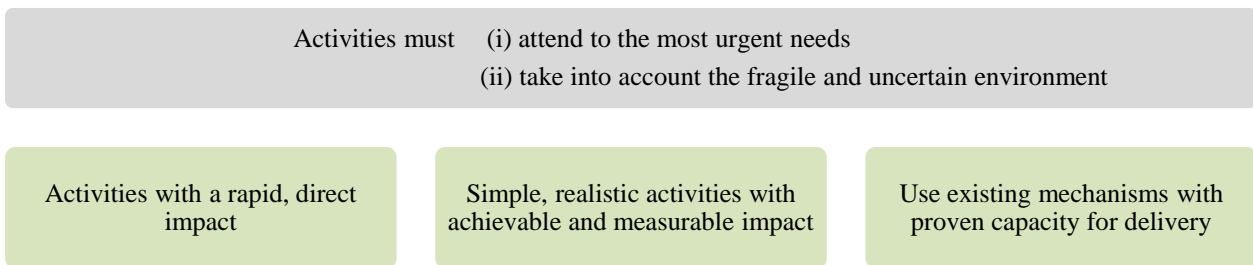 Activities must (i) attend to the most urgent needs
(ii) take into account the fragile and uncertain environment
Activities with a rapid, direct
impact
Simple, realistic activities with
achievable and measurable impact
Use existing mechanisms with
proven capacity for delivery